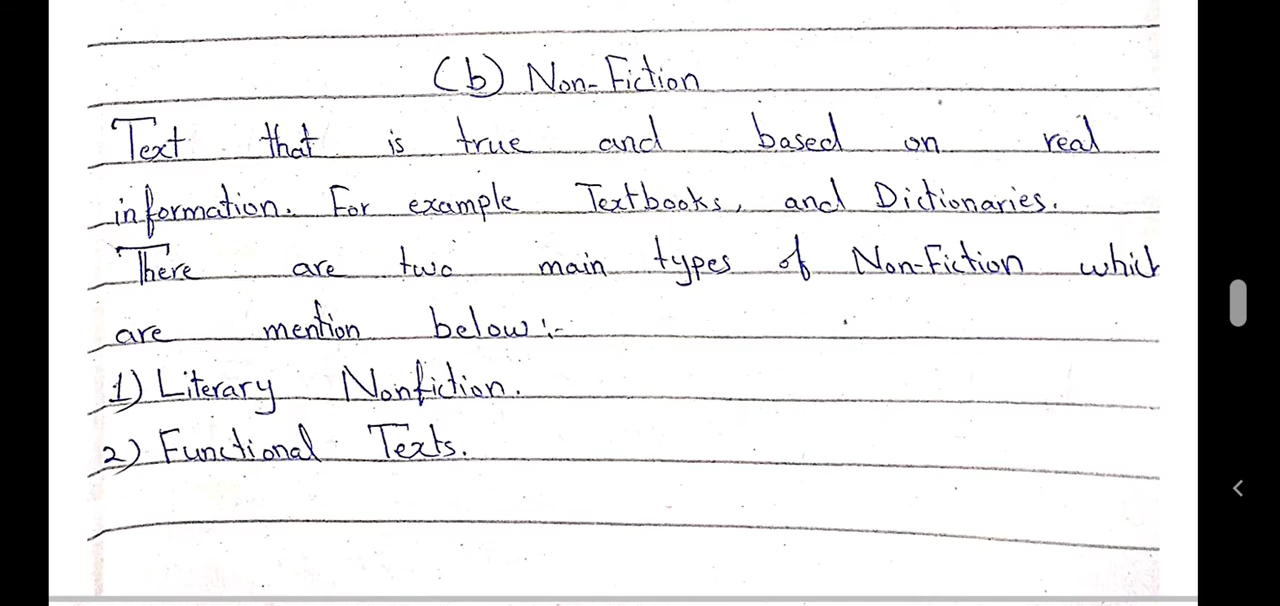 (b) Non-Fiction
Text that is true and based on real
information. For example Textbooks, and Dictionaries.
There are two main types of Non-Fiction which
are mention below:-
1) Literary Nonfiction.
2) Functional Texts.